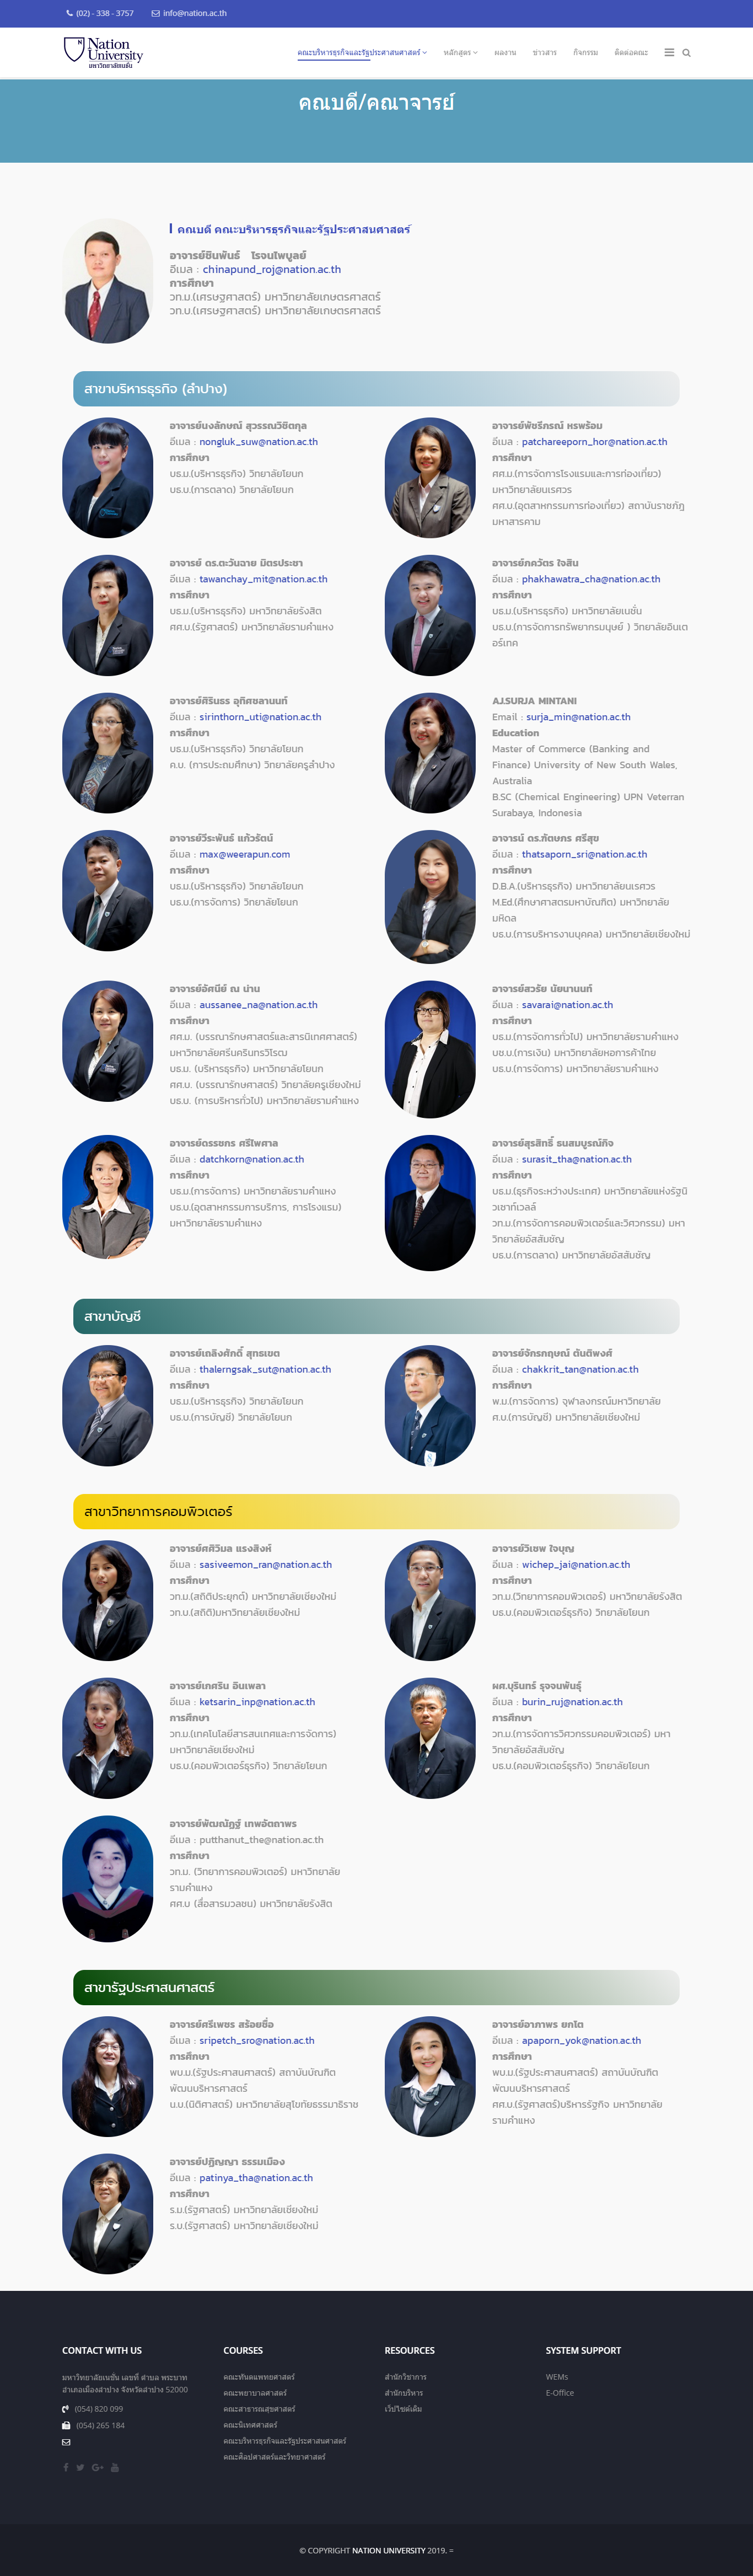 (02) - 338 - 3757 info@nation.ac.th
Nation
University
มหาวิทยาลัยเนชั่น
คณะบริหารธุรกิจและรัฐประศาสนศาสตร์ หลักสูตร ผลงาน ข่าวสาร กิจกรรม ติดต่อคณะ
คณบดี/คณาจารย์
คณบดี คณะบริหารธุรกิจและรัฐประศาสนศาสตร์
อาจารย์ชินพันธ์ โรจนไพบูลย์
อีเมล : chinapund_roj@nation.ac.th
การศึกษา
วท.ม.(เศรษฐศาสตร์) มหาวิทยาลัยเกษตรศาสตร์
วท.บ.(เศรษฐศาสตร์) มหาวิทยาลัยเกษตรศาสตร์
สาขาบริหารธุรกิจ (ลำปาง)
อาจารย์นงลักษณ์ สุวรรณวิชิตกุล
อีเมล : nongluk_suw@nation.ac.th
การศึกษา
บธ.ม.(บริหารธุรกิจ) วิทยาลัยโยนก
บธ.บ.(การตลาด) วิทยาลัยโยนก
อาจารย์พัชรีภรณ์ หรพร้อม
อีเมล : patchareeporn_hor@nation.ac.th
การศึกษา
ศศ.ม.(การจัดการโรงแรมและการท่องเที่ยว)
มหาวิทยาลัยนเรศวร
ศศ.บ.(อุตสาหกรรมการท่องเที่ยว) สถาบันราชภัฏ
มหาสารคาม
อาจารย์ ดร.ตะวันฉาย มิตรประชา
อีเมล : tawanchay_mit@nation.ac.th
การศึกษา
บธ.ม.(บริหารธุรกิจ) มหาวิทยาลัยรังสิต
ศศ.บ.(รัฐศาสตร์) มหาวิทยาลัยรามคำแหง
อาจารย์ภควัตร ใจสิน
อีเมล : phakhawatra_cha@nation.ac.th
การศึกษา
บธ.ม.(บริหารธุรกิจ) มหาวิทยาลัยเนชั่น
บธ.บ.(การจัดการทรัพยากรมนุษย์ ) วิทยาลัยอินเต
อร์เทค
อาจารย์ศิรินธร อุทิศชลานนท์
อีเมล : sirinthorn_uti@nation.ac.th
การศึกษา
บธ.ม.(บริหารธุรกิจ) วิทยาลัยโยนก
ค.บ. (การประถมศึกษา) วิทยาลัยครูลำปาง
AJ.SURJA MINTANI
Email : surja_min@nation.ac.th
Education
Master of Commerce (Banking and
Finance) University of New South Wales,
Australia
B.SC (Chemical Engineering) UPN Veterran
Surabaya, Indonesia
อาจารย์วีระพันธ์ แก้วรัตน์
อีเมล : max@weerapun.com
การศึกษา
บธ.ม.(บริหารธุรกิจ) วิทยาลัยโยนก
บธ.บ.(การจัดการ) วิทยาลัยโยนก
อาจารน์ ดร.ทัตษภร ศรีสุข
อีเมล : thatsaporn_sri@nation.ac.th
การศึกษา
D.B.A.(บริหารธุรกิจ) มหาวิทยาลัยนเรศวร
M.Ed.(ศึกษาศาสตรมหาบัณฑิต) มหาวิทยาลัย
มหิดล
บธ.บ.(การบริหารงานบุคคล) มหาวิทยาลัยเชียงใหม่
อาจารย์อัศนีย์ ณ น่าน
อีเมล : aussanee_na@nation.ac.th
การศึกษา
ศศ.ม. (บรรณารักษศาสตร์และสารนิเทศศาสตร์)
มหาวิทยาลัยศรีนครินทรวิโรฒ
บธ.ม. (บริหารธุรกิจ) มหาวิทยาลัยโยนก
ศศ.บ. (บรรณารักษศาสตร์) วิทยาลัยครูเชียงใหม่
บธ.บ. (การบริหารทั่วไป) มหาวิทยาลัยรามคำแหง
อาจารย์สวรัย นัยนานนท์
อีเมล : savarai@nation.ac.th
การศึกษา
บธ.ม.(การจัดการทั่วไป) มหาวิทยาลัยรามคำแหง
บช.บ.(การเงิน) มหาวิทยาลัยหอการค้าไทย
บธ.บ.(การจัดการ) มหาวิทยาลัยรามคำแหง
อาจารย์ดรรชกร ศรีไพศาล
อีเมล : datchkorn@nation.ac.th
การศึกษา
บธ.ม.(การจัดการ) มหาวิทยาลัยรามคำแหง
บธ.บ.(อุตสาหกรรมการบริการ, การโรงแรม)
มหาวิทยาลัยรามคำแหง
อาจารย์สุรสิทธิ์ ธนสมบูรณ์กิจ
อีเมล : surasit_tha@nation.ac.th
การศึกษา
บธ.ม.(ธุรกิจระหว่างประเทศ) มหาวิทยาลัยแห่งรัฐนิ
วเซาท์เวลล์
วท.ม.(การจัดการคอมพิวเตอร์และวิศวกรรม) มหา
วิทยาลัยอัสสัมชัญ
บธ.บ.(การตลาด) มหาวิทยาลัยอัสสัมชัญ
สาขาบัญชี
อาจารย์เถลิงศักดิ์ สุทธเขต
อีเมล : thalerngsak_sut@nation.ac.th
การศึกษา
บธ.ม.(บริหารธุรกิจ) วิทยาลัยโยนก
บธ.บ.(การบัญชี) วิทยาลัยโยนก
อาจารย์จักรกฤษณ์ ตันติพงศ์
อีเมล : chakkrit_tan@nation.ac.th
การศึกษา
พ.ม.(การจัดการ) จุฬาลงกรณ์มหาวิทยาลัย
ศ.บ.(การบัญชี) มหาวิทยาลัยเชียงใหม่
สาขาวิทยาการคอมพิวเตอร์
อาจารย์ศศิวิมล แรงสิงห์
อีเมล : sasiveemon_ran@nation.ac.th
การศึกษา
วท.ม.(สถิติประยุกต์) มหาวิทยาลัยเชียงใหม่
วท.บ.(สถิติ)มหาวิทยาลัยเชียงใหม่
อาจารย์วิเชพ ใจบุญ
อีเมล : wichep_jai@nation.ac.th
การศึกษา
วท.ม.(วิทยาการคอมพิวเตอร์) มหาวิทยาลัยรังสิต
บธ.บ.(คอมพิวเตอร์ธุรกิจ) วิทยาลัยโยนก
อาจารย์เกศริน อินเพลา
อีเมล : ketsarin_inp@nation.ac.th
การศึกษา
วท.ม.(เทคโนโลยีสารสนเทศและการจัดการ)
มหาวิทยาลัยเชียงใหม่
บธ.บ.(คอมพิวเตอร์ธุรกิจ) วิทยาลัยโยนก
ผศ.บุรินทร์ รุจจนพันธุ์
อีเมล : burin_ruj@nation.ac.th
การศึกษา
วท.ม.(การจัดการวิศวกรรมคอมพิวเตอร์) มหา
วิทยาลัยอัสสัมชัญ
บธ.บ.(คอมพิวเตอร์ธุรกิจ) วิทยาลัยโยนก
อาจารย์พัฒณัฏฐ์ เทพอัตถาพร
อีเมล : putthanut_the@nation.ac.th
การศึกษา
วท.ม. (วิทยาการคอมพิวเตอร์) มหาวิทยาลัย
รามคำแหง
ศศ.บ (สื่อสารมวลชน) มหาวิทยาลัยรังสิต
สาขารัฐประศาสนศาสตร์
อาจารย์ศรีเพชร สร้อยชื่อ
อีเมล : sripetch_sro@nation.ac.th
การศึกษา
พบ.ม.(รัฐประศาสนศาสตร์) สถาบันบัณฑิต
พัฒนบริหารศาสตร์
น.บ.(นิติศาสตร์) มหาวิทยาลัยสุโขทัยธรรมาธิราช
อาจารย์อาภาพร ยกโต
อีเมล : apaporn_yok@nation.ac.th
การศึกษา
พบ.ม.(รัฐประศาสนศาสตร์) สถาบันบัณฑิต
พัฒนบริหารศาสตร์
ศศ.บ.(รัฐศาสตร์)บริหารรัฐกิจ มหาวิทยาลัย
รามคำแหง
อาจารย์ปฏิญญา ธรรมเมือง
อีเมล : patinya_tha@nation.ac.th
การศึกษา
ร.ม.(รัฐศาสตร์) มหาวิทยาลัยเชียงใหม่
ร.บ.(รัฐศาสตร์) มหาวิทยาลัยเชียงใหม่
CONTACT WITH US
มหาวิทยาลัยเนชั่น เลขที่ ตำบล พระบาท
อำเภอเมืองลำปาง จังหวัดลำปาง 52000
(054) 820 099
(054) 265 184
COURSES
คณะทันตแพทยศาสตร์
คณะพยาบาลศาสตร์
คณะสาธารณสุขศาสตร์
คณะนิเทศศาสตร์
คณะบริหารธุรกิจและรัฐประศาสนศาสตร์
คณะศิลปศาสตร์และวิทยาศาสตร์
RESOURCES
สำนักวิชาการ
สำนักบริหาร
เว็ปไซต์เดิม
SYSTEM SUPPORT
WEMs
E-Office
© COPYRIGHT NATION UNIVERSITY 2019. =